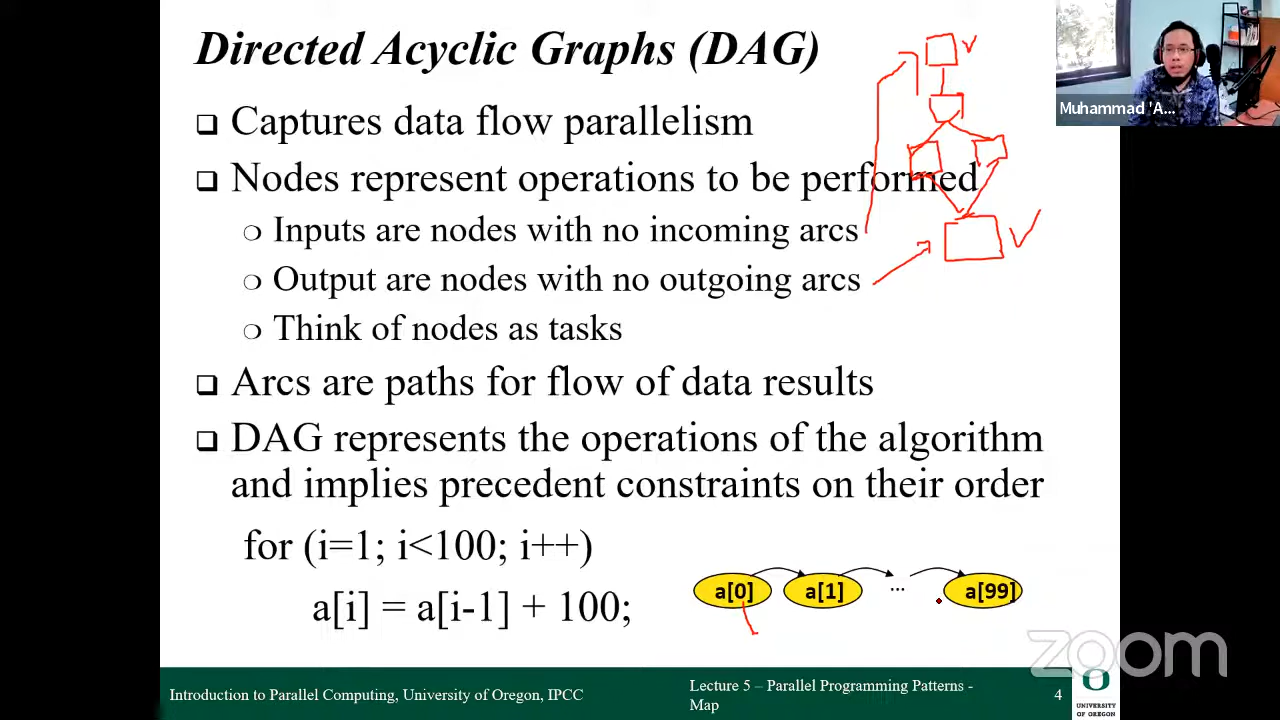 Directed Acyclic Graphs (DAG)
Muhammad 'A...
Captures data flow parallelism
Nodes represent operations to be performed
Inputs are nodes with no incoming arcs
Output are nodes with no outgoing arcs
Think of nodes as tasks
Arcs are paths for flow of data results
DAG represents the operations of the algorithm
and implies precedent constraints on their order
for (i=1; i<100; i++)
a[i] = a[i-1] + 100;
a[0] a[1] ... a[99]
zoom
Introduction to Parallel Computing, University of Oregon, IPCC
Lecture 5 – Parallel Programming Patterns -
Map
4
O
UNIVERSITY
OF OREGON